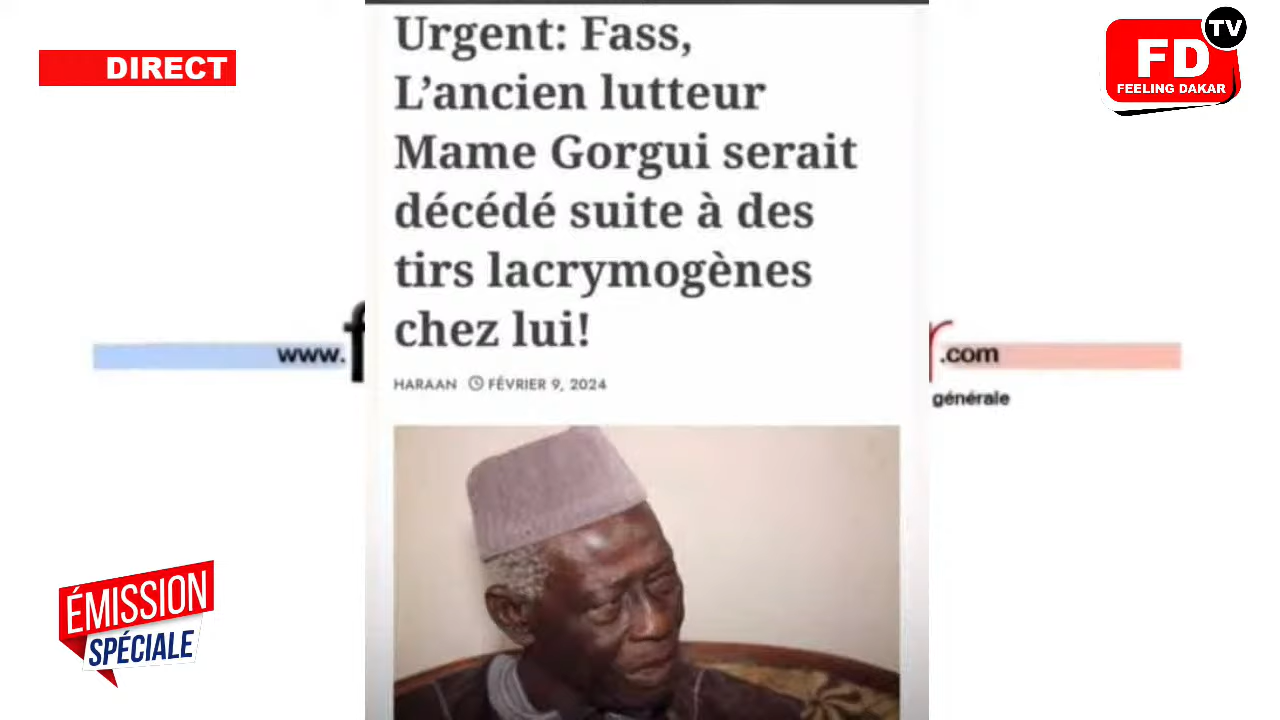 DIRECT
Urgent: Fass,
L’ancien lutteur
Mame Gorgui serait
décédé suite à des
tirs lacrymogènes
chez lui!
HARAAN FÉVRIER 9, 2024
www.
.com
générale
ÉMISSION
SPÉCIALE
FD
TV
FEELING DAKAR